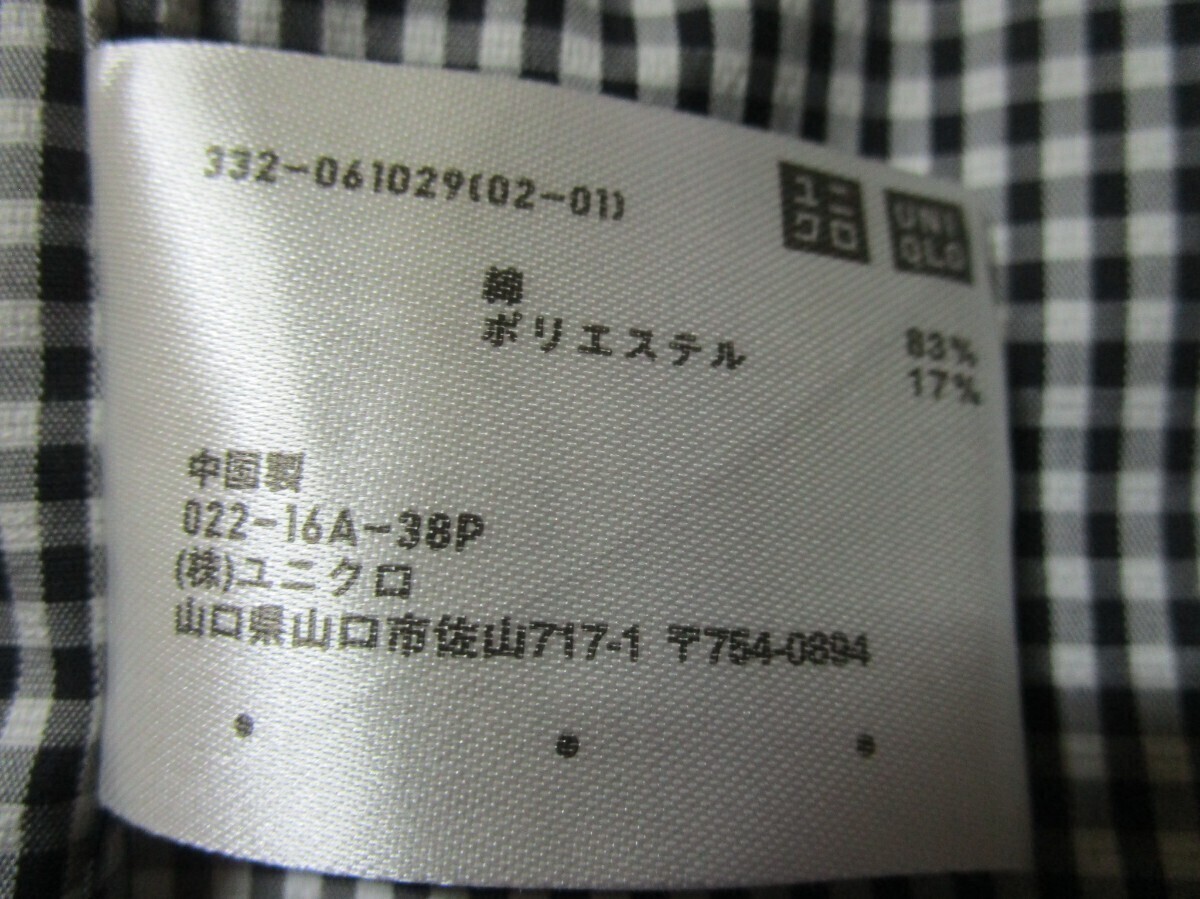 332-061029(02-01)
ユニクロ
UNIQLO
綿 83%
ポリエステル 17%
中国製
022-16A-38P
(株)ユニクロ
山口県山口市佐山717-1 〒754-0894